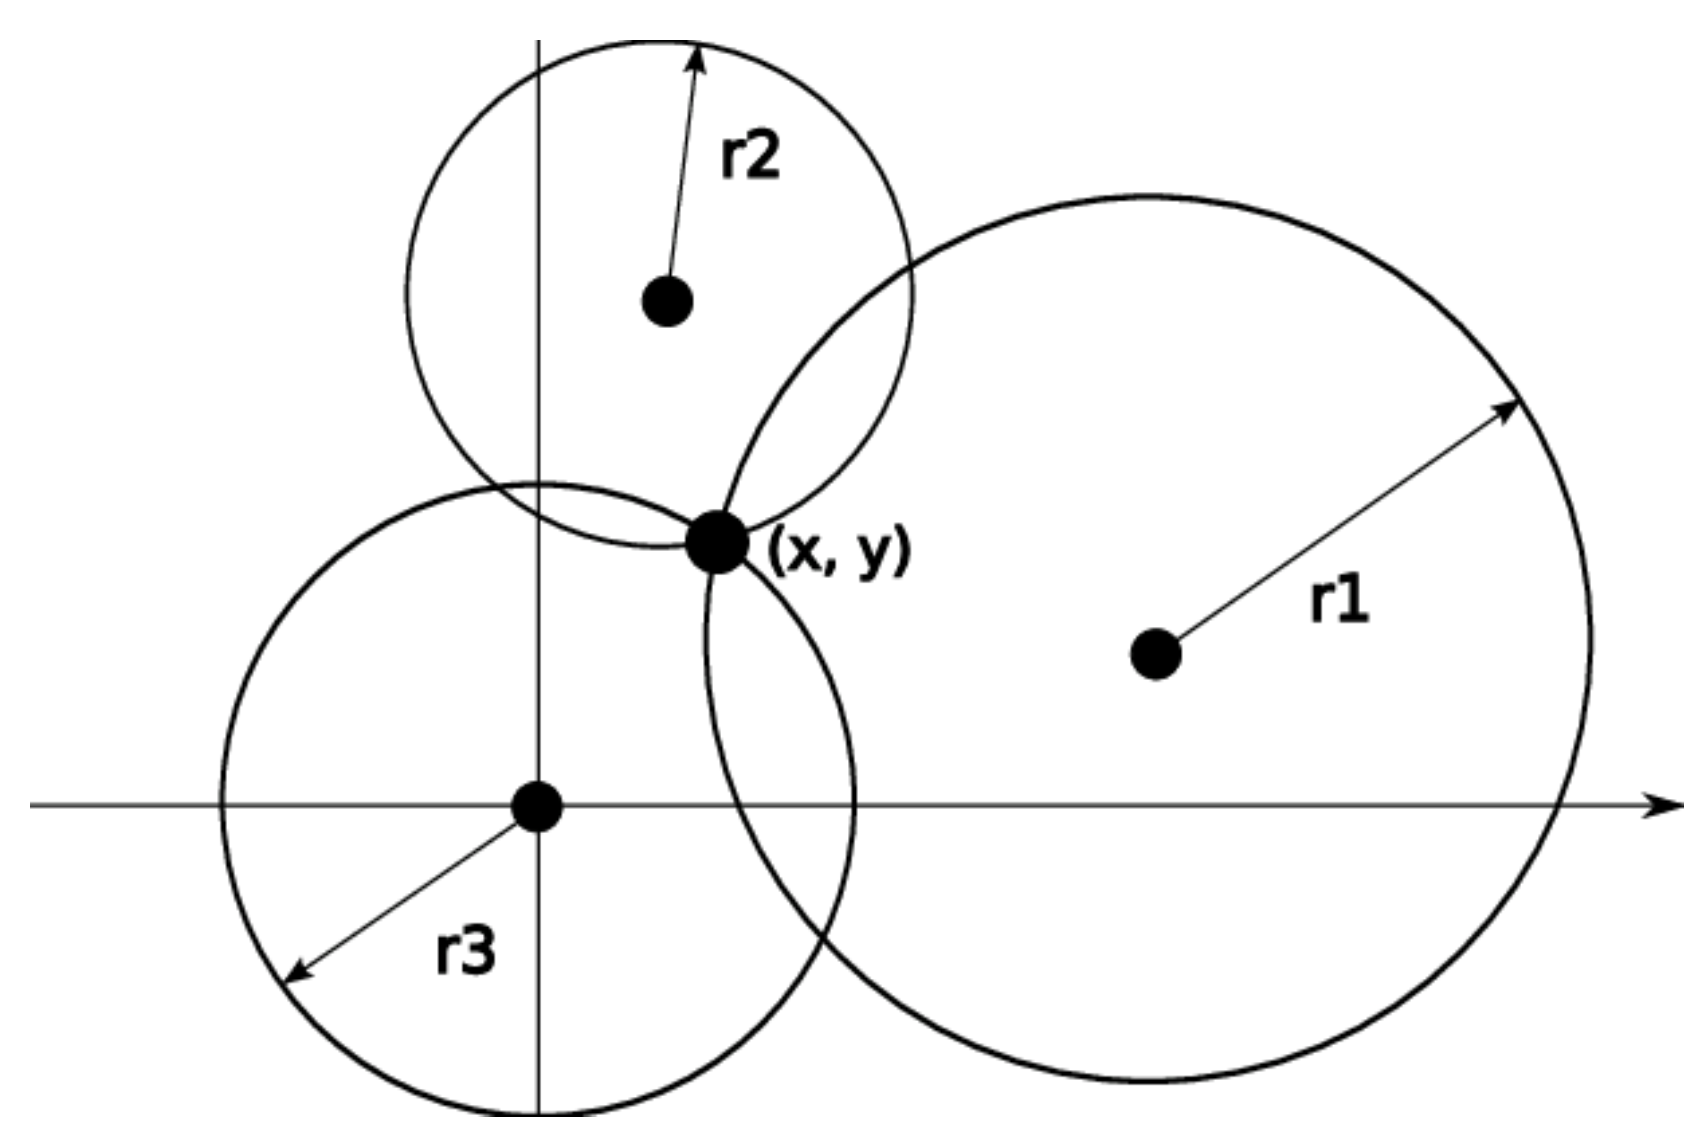 r2
(x, y)
r1
r3